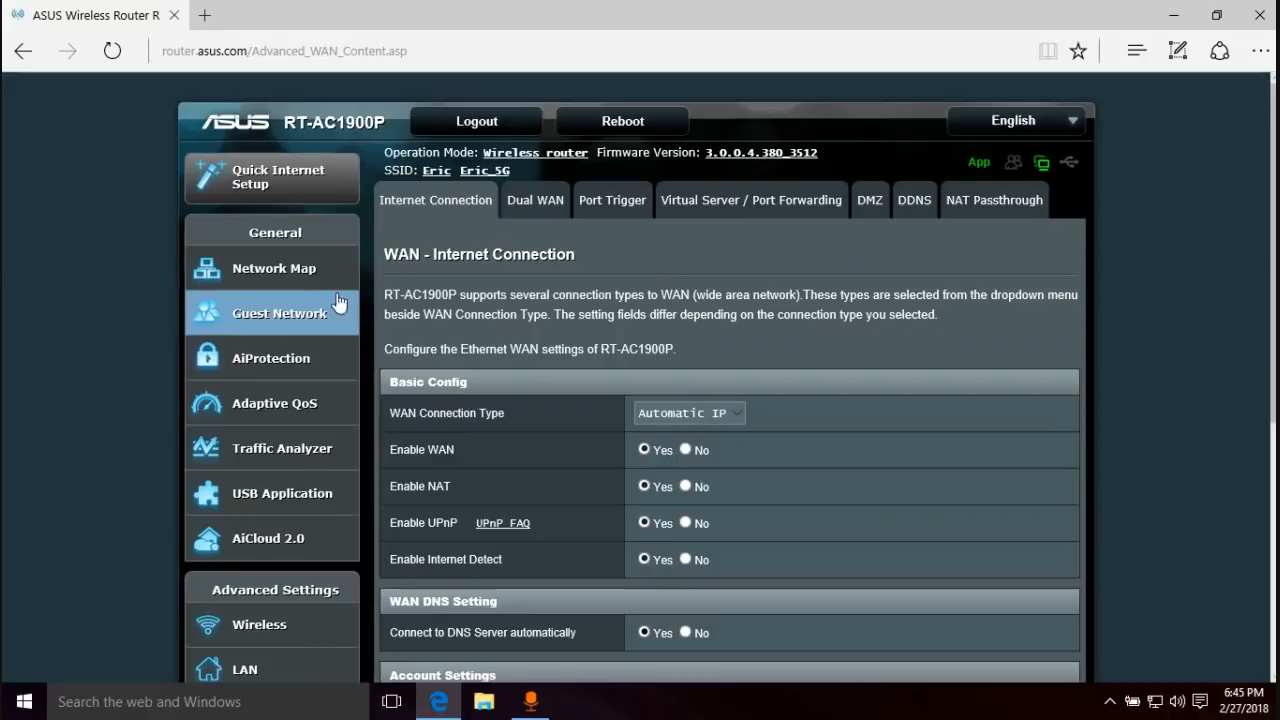 ASUS Wireless Router R
router.asus.com/Advanced_WAN_Content.asp
ASUS RT-AC1900P
Logout
Reboot
English
Operation Mode: Wireless router Firmware Version: 3.0.0.4.380_3512
SSID: Eric Eric_5G
App
Quick Internet
Setup
General
Network Map
Guest Network
AiProtection
Adaptive QoS
Traffic Analyzer
USB Application
AiCloud 2.0
Advanced Settings
Wireless
LAN
Internet Connection
Dual WAN
Port Trigger
Virtual Server / Port Forwarding
DMZ
DDNS
NAT Passthrough
WAN - Internet Connection
RT-AC1900P supports several connection types to WAN (wide area network).These types are selected from the dropdown menu
beside WAN Connection Type. The setting fields differ depending on the connection type you selected.
Configure the Ethernet WAN settings of RT-AC1900P.
Basic Config
WAN Connection Type Automatic IP
Enable WAN Yes No
Enable NAT Yes No
Enable UPnP UPnP FAQ Yes No
Enable Internet Detect Yes No
WAN DNS Setting
Connect to DNS Server automatically Yes No
Account Settings
Search the web and Windows
6:45 PM
2/27/2018